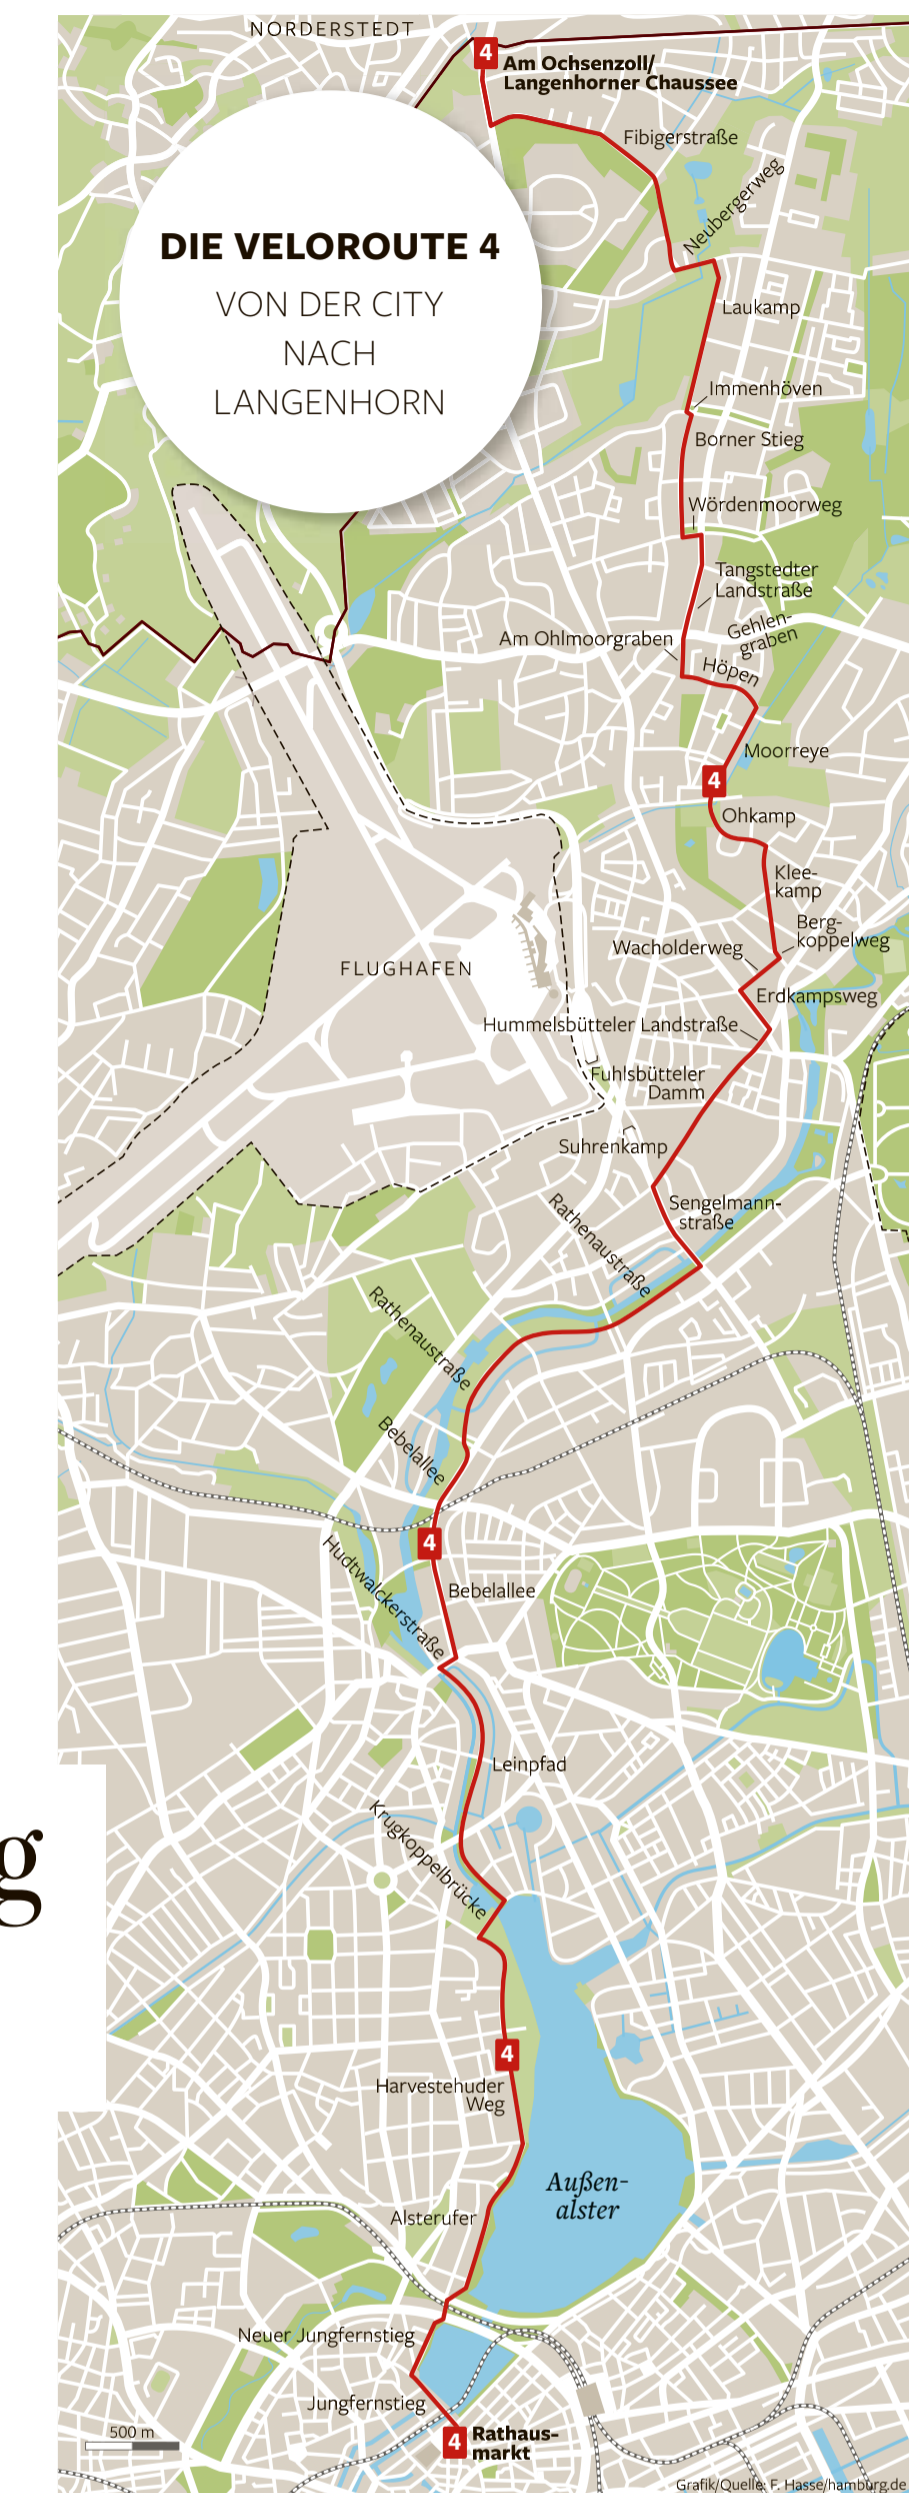 NORDERSTEDT
4
Am Ochsenzoll/
Langenhorner Chaussee
Fibigerstraße
Neubergerweg
DIE VELOROUTE 4
VON DER CITY
NACH
LANGENHORN
Laukamp
Immenhöven
Borner Stieg
Wördenmoorweg
Tangstedter
Landstraße
Gehlen-
graben
Am Ohlmoorgraben
Höpen
Moorreye
4
Ohkamp
Klee-
kamp
Berg-
koppelweg
Wacholderweg
FLUGHAFEN
Erdkampsweg
Hummelsbütteler Landstraße
Fuhlsbütteler
Damm
Suhrenkamp
Sengelmann-
straße
Rathenaustraße
Rathenaustraße
Bebelallee
4
Hudtwalckerstraße
Bebelallee
Leinpfad
g
Krugkoppelbrücke
4
Harvestehuder
Weg
Außen-
alster
Alsterufer
Neuer Jungfernstieg
Jungfernstieg
500 m
4
Rathaus-
markt
Grafik/Quelle: F. Hasse/hamburg.de